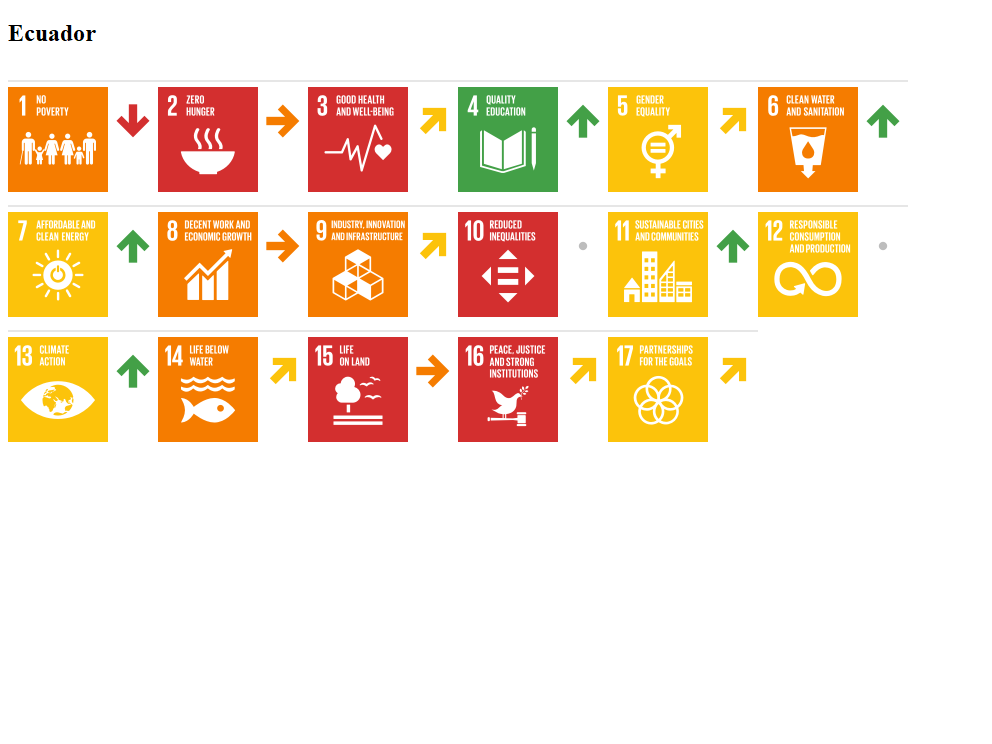 Ecuador
1 NO
POVERTY
2 ZERO
HUNGER
3 GOOD HEALTH
AND WELL-BEING
4 QUALITY
EDUCATION
5 GENDER
EQUALITY
6 CLEAN WATER
AND SANITATION
7 AFFORDABLE AND
CLEAN ENERGY
8 DECENT WORK AND
ECONOMIC GROWTH
9 INDUSTRY, INNOVATION
AND INFRASTRUCTURE
10 REDUCED
INEQUALITIES
11 SUSTAINABLE CITIES
AND COMMUNITIES
12 RESPONSIBLE
CONSUMPTION
AND PRODUCTION
13 CLIMATE
ACTION
14 LIFE BELOW
WATER
15 LIFE
ON LAND
16 PEACE, JUSTICE
AND STRONG
INSTITUTIONS
17 PARTNERSHIPS
FOR THE GOALS